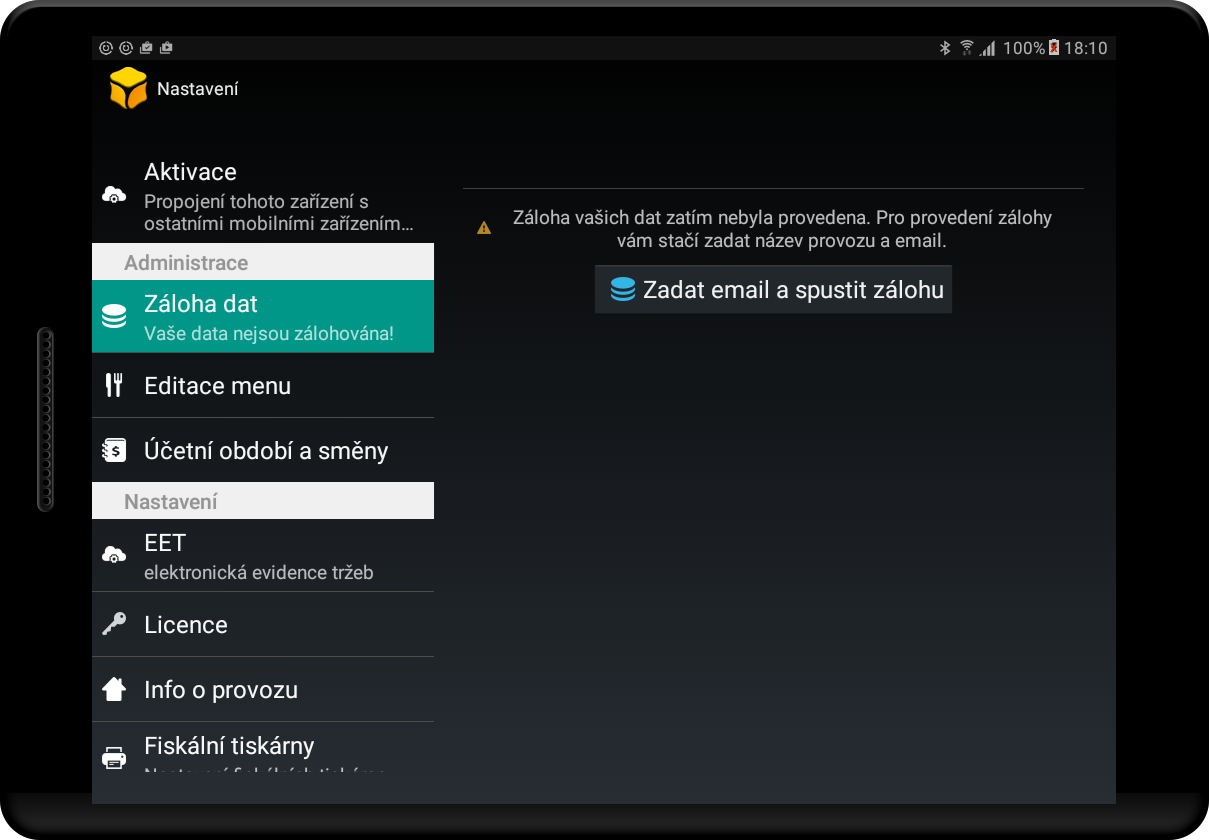 100% 18:10
Nastavení
Aktivace
Propojení tohoto zařízení s
ostatními mobilními zařízením...
Administrace
Záloha dat
Vaše data nejsou zálohována!
Editace menu
Účetní období a směny
Nastavení
EET
elektronická evidence tržeb
Licence
Info o provozu
Fiskální tiskárny
Záloha vašich dat zatím nebyla provedena. Pro provedení zálohy
vám stačí zadat název provozu a email.
Zadat email a spustit zálohu